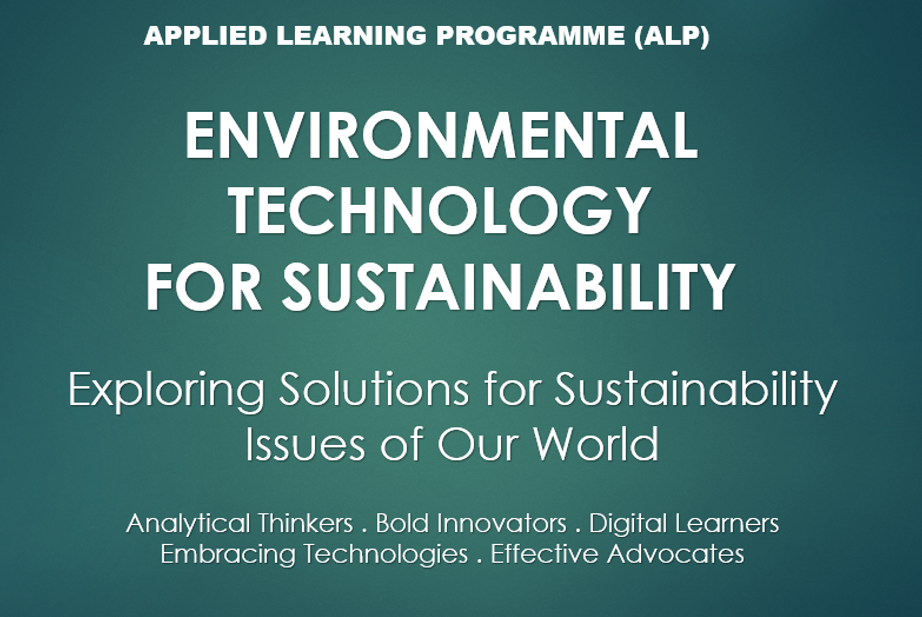 APPLIED LEARNING PROGRAMME (ALP)
ENVIRONMENTAL
TECHNOLOGY
FOR SUSTAINABILITY
Exploring Solutions for Sustainability
Issues of Our World
Analytical Thinkers . Bold Innovators . Digital Learners
Embracing Technologies . Effective Advocates